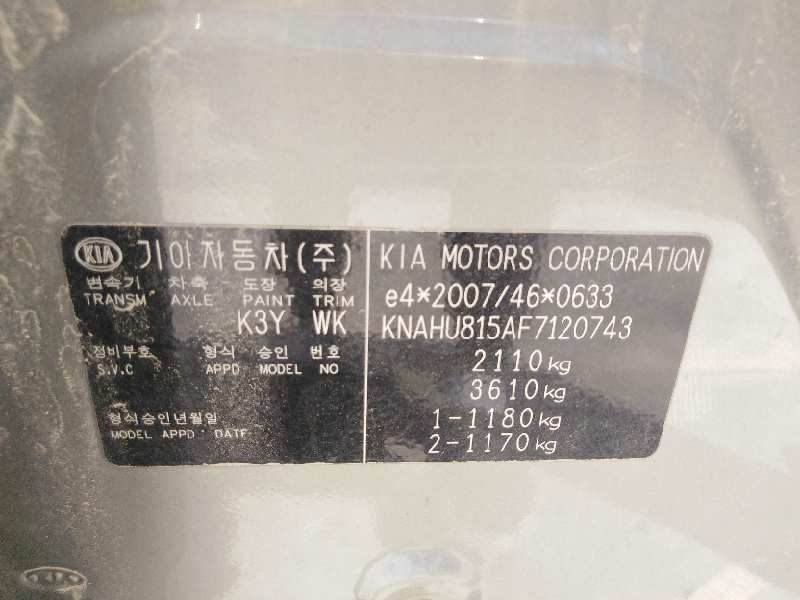 KIA 기아자동차(주)
변속기 차축 도장 의장
TRANSM AXLE PAINT TRIM
K3Y WK
정비부호 형식 승인 번호
S.V.C APPD MODEL NO
형식승인년월일
MODEL APPD DATE
KIA MOTORS CORPORATION
e4*2007/46*0633
KNAHU815AF7120743
2110kg
3610kg
1-1180kg
2-1170kg